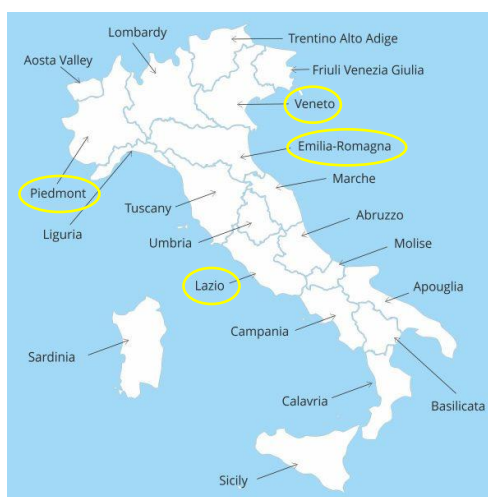 Lombardy
Trentino Alto Adige
Aosta Valley
Friuli Venezia Giulia
Veneto
Emilia-Romagna
Marche
Piedmont
Tuscany
Liguria
Abruzzo
Umbria
Molise
Lazio
Apouglia
Campania
Sardinia
Calavria
Basilicata
Sicily